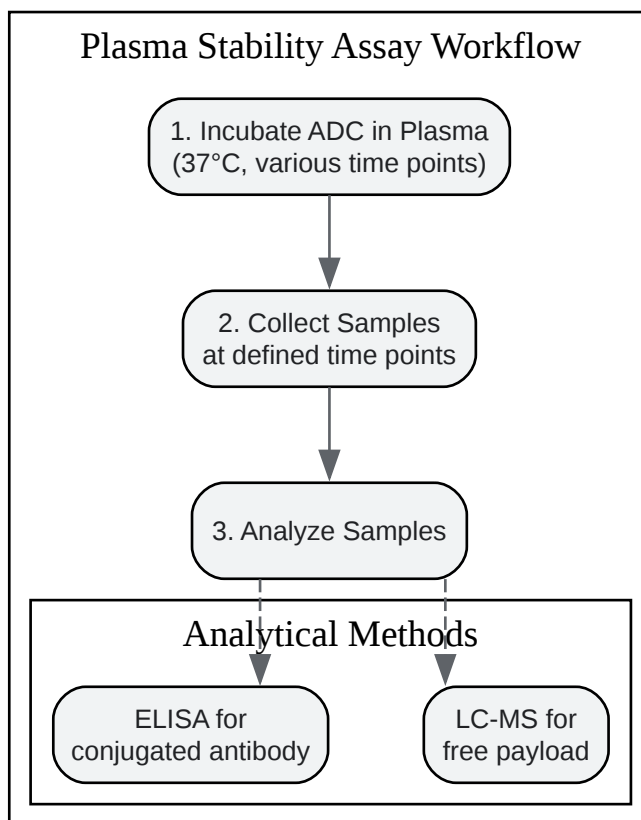 Plasma Stability Assay Workflow
1. Incubate ADC in Plasma
(37°C, various time points)
2. Collect Samples
at defined time points
3. Analyze Samples
Analytical Methods
ELISA for
conjugated antibody
LC-MS for
free payload